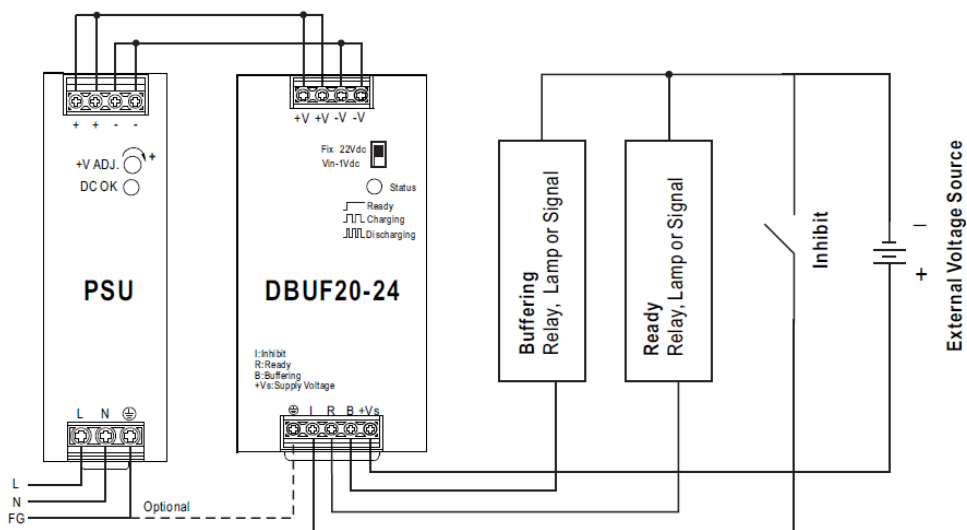 + + - -
+V ADJ.
+
DC OK
PSU
L N
L
N
FG
Optional
+V +V -V -V
Fix 22Vdc
Vin-1Vdc
Status
Ready
Charging
Discharging
DBUF20-24
I:Inhibit
R:Ready
B:Buffering
+Vs:Supply Voltage
I R B +Vs
Buffering
Relay, Lamp or Signal
Ready
Relay, Lamp or Signal
Inhibit
-
+
External Voltage Source